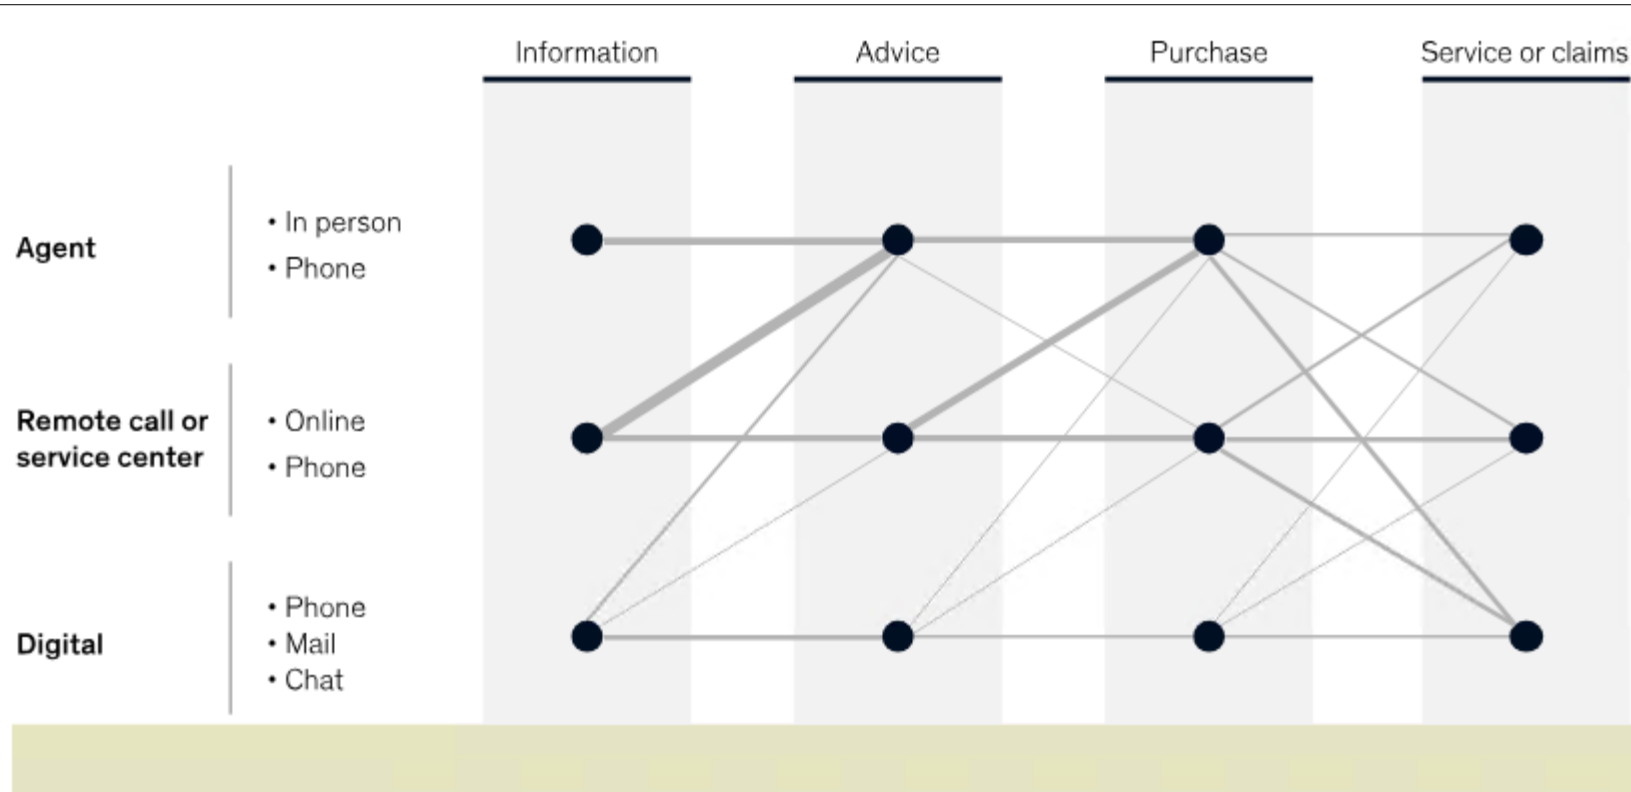 Information
Advice
Purchase
Service or claims
Agent
• In person
• Phone
Remote call or
service center
• Online
• Phone
Digital
• Phone
• Mail
• Chat